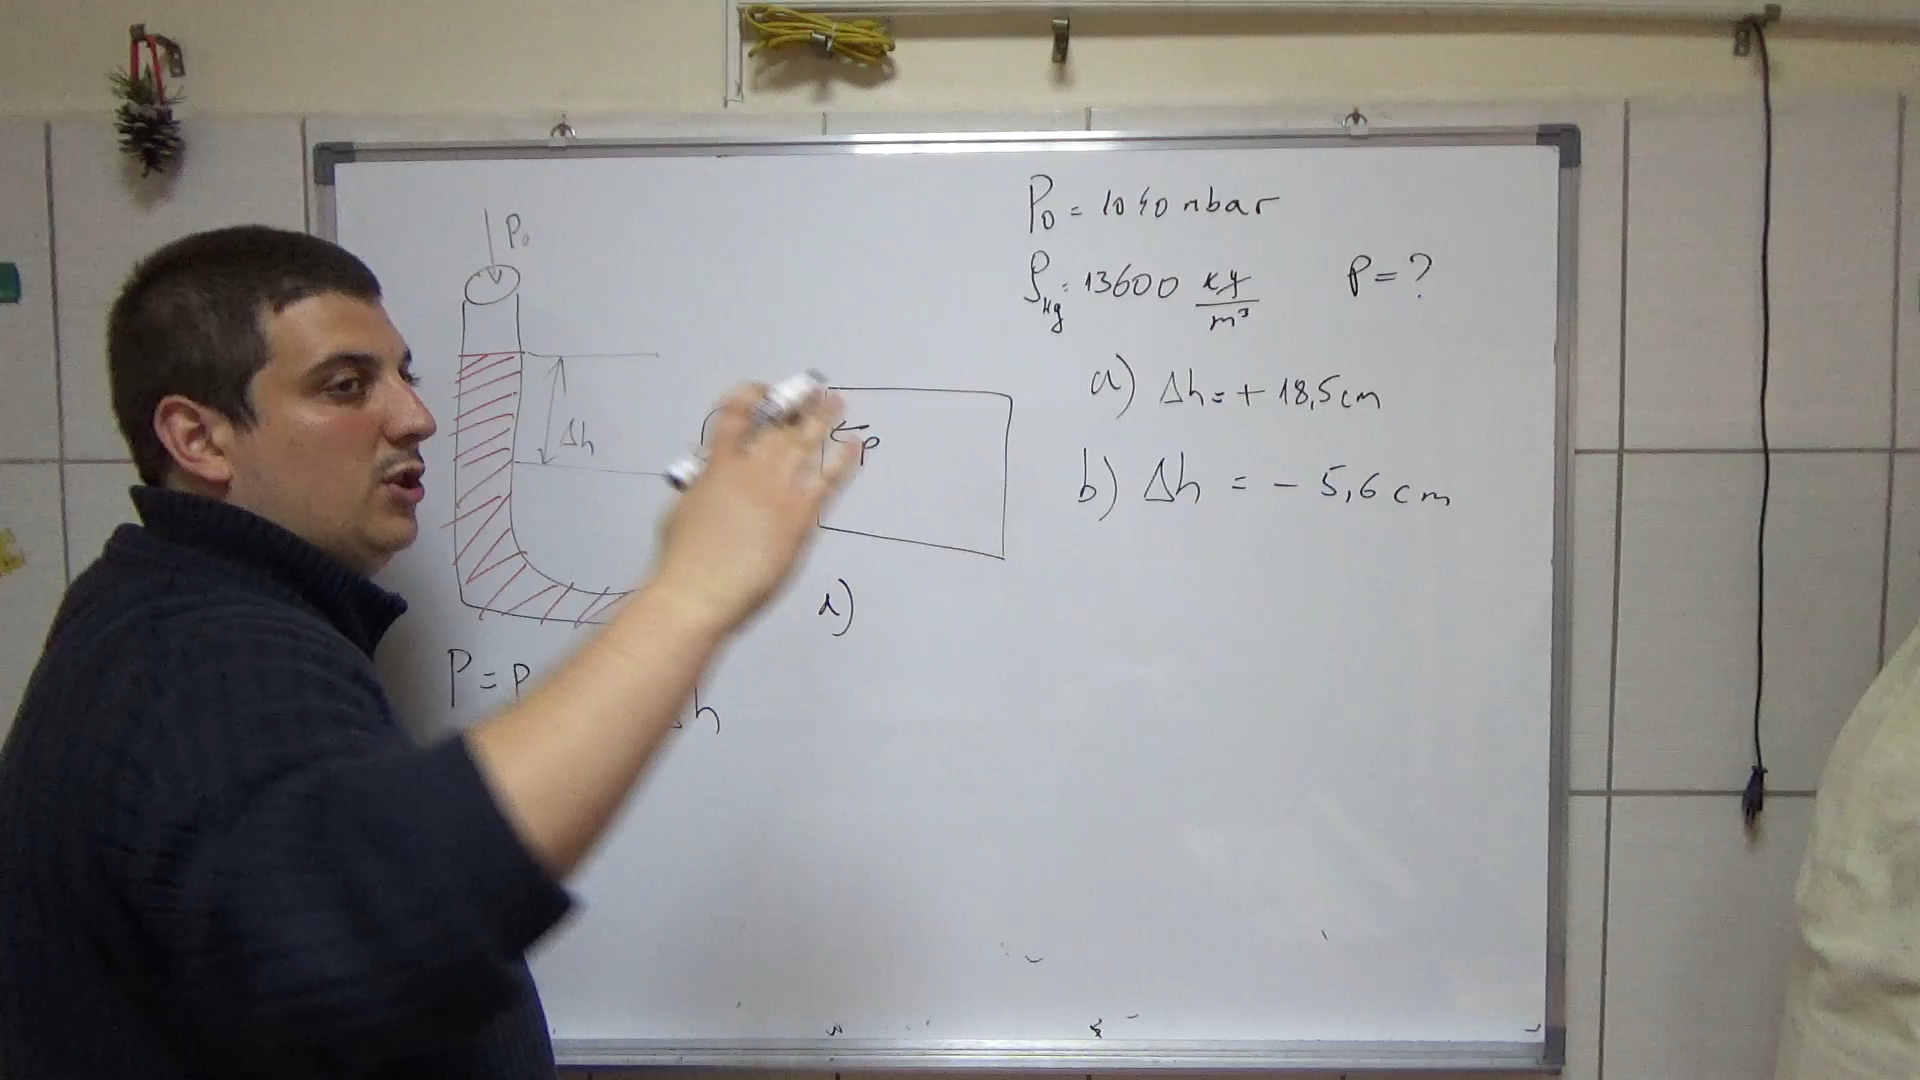 P₀
Δh
P
P₀ = 1040 mbar
ρHg = 13600 kg/m³ P = ?
a) Δh = + 18,5 cm
b) Δh = - 5,6 cm
a)
P = P
h